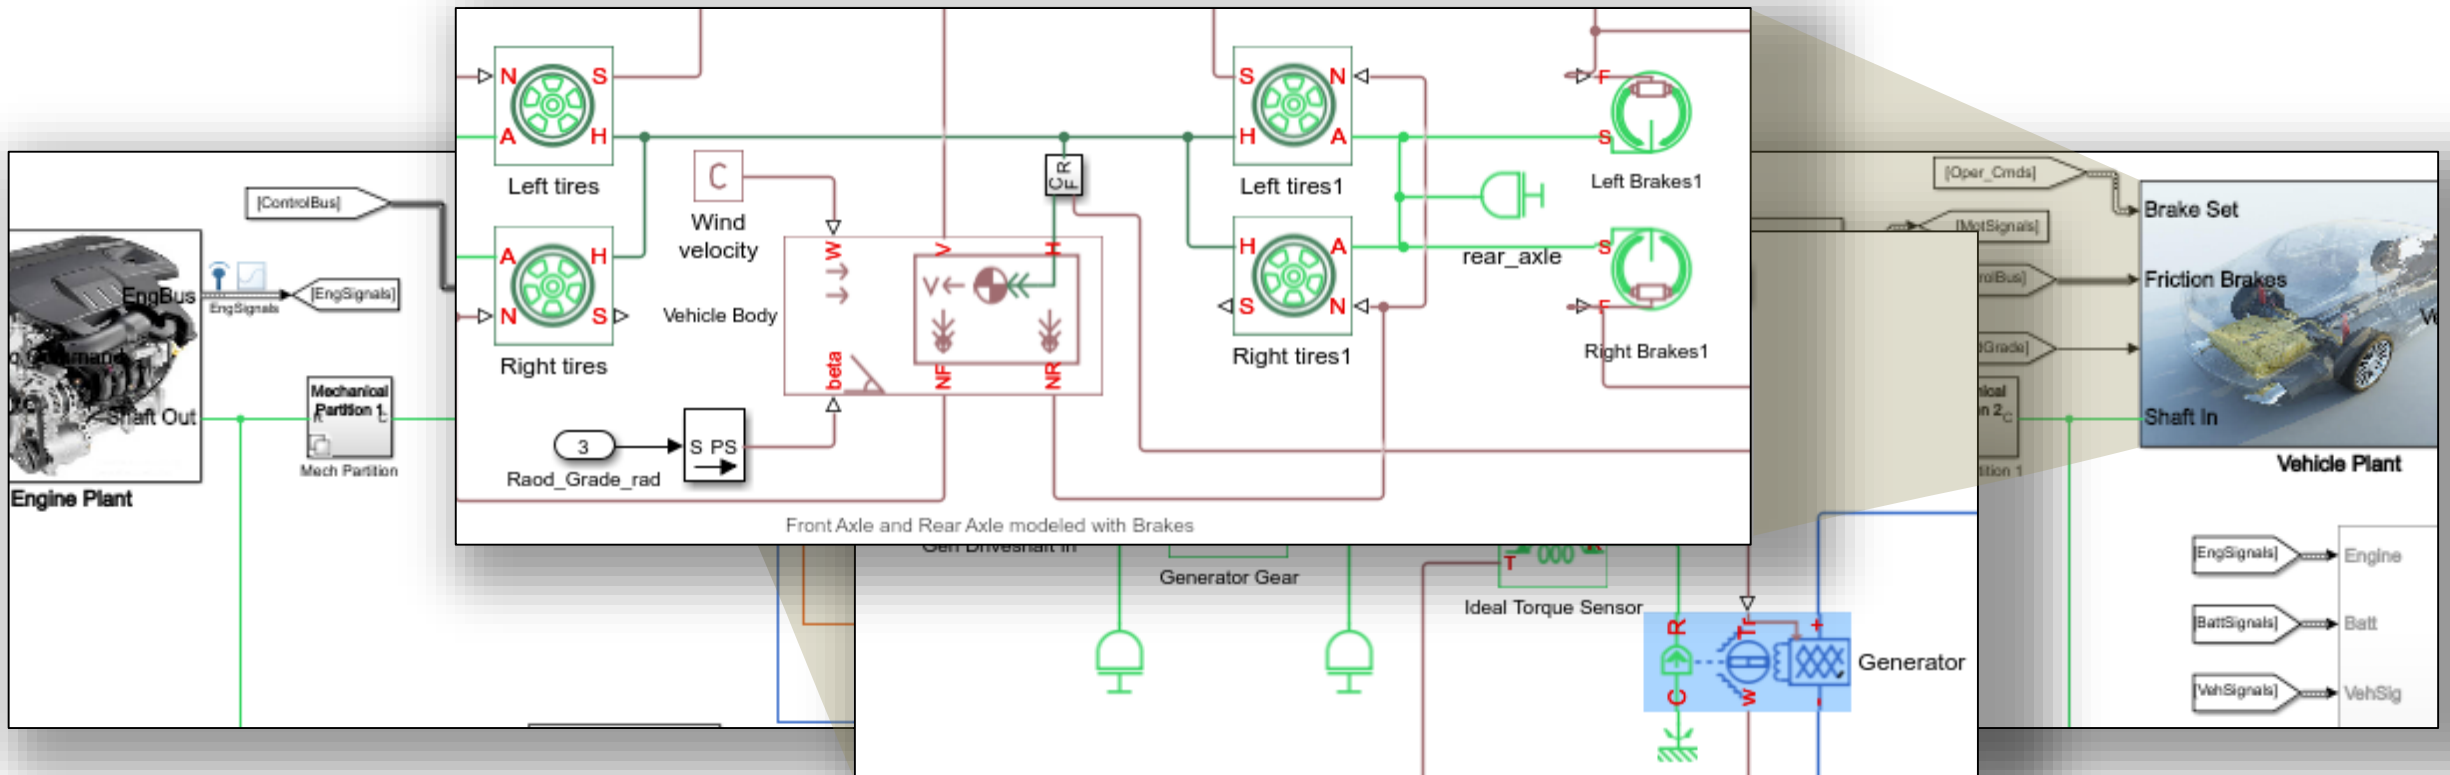 N
S
A
H
Left tires
A
H
N
S
Right tires
C
Wind
velocity
Vehicle Body
W
V
H
V
beta
NF
NR
C
F R
3
Raod_Grade_rad
S PS
S
N
H
A
Left tires1
H
A
S
N
Right tires1
F
S
Left Brakes1
rear_axle
S
F
Right Brakes1
Front Axle and Rear Axle modeled with Brakes
[ControlBus]
EngBus
EngSignals
[EngSignals]
Shaft Out
Engine Plant
Mechanical
Partition 1
R
C
Mech Partition
Generator Gear
T
Ideal Torque Sensor
R
C
Tr
w
+
-
Generator
[Oper_Cmds]
[MotSignals]
Brake Set
Friction Brakes
Shaft In
Vehicle Plant
C
[EngSignals]
Engine
[BattSignals]
Batt
[VehSignals]
VehSig